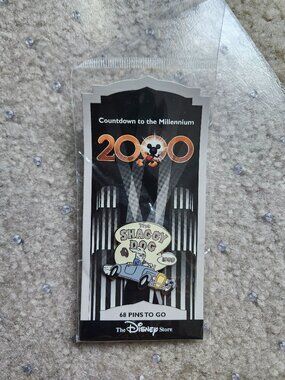 Countdown to the Millennium
2000
The
SHAGGY
DOG
1959
68 PINS TO GO
The Disney Store